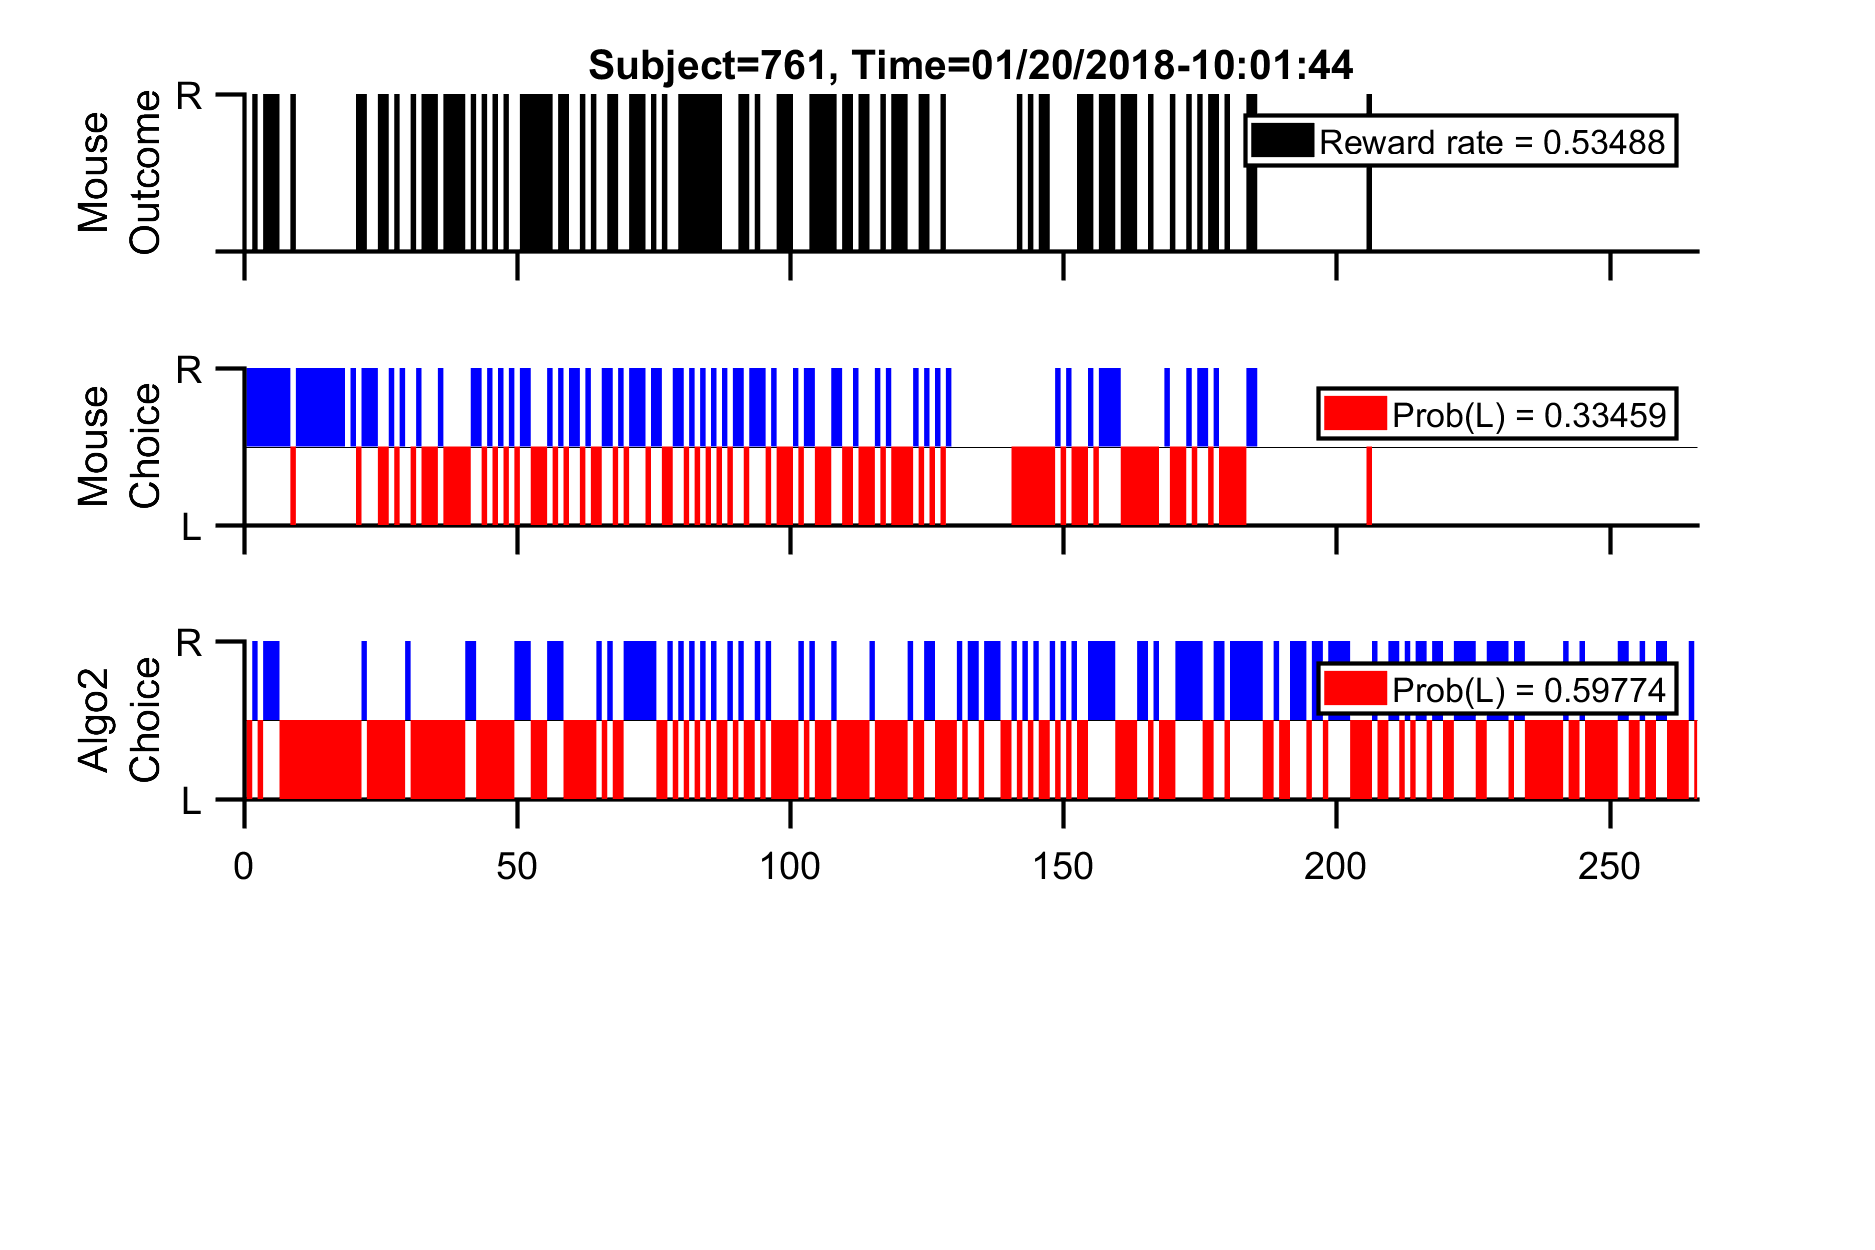 Subject=761, Time=01/20/2018-10:01:44
Mouse
Outcome
R
Reward rate = 0.53488
Mouse
Choice
R
L
Prob(L) = 0.33459
Algo2
Choice
R
L
Prob(L) = 0.59774
0 50 100 150 200 250